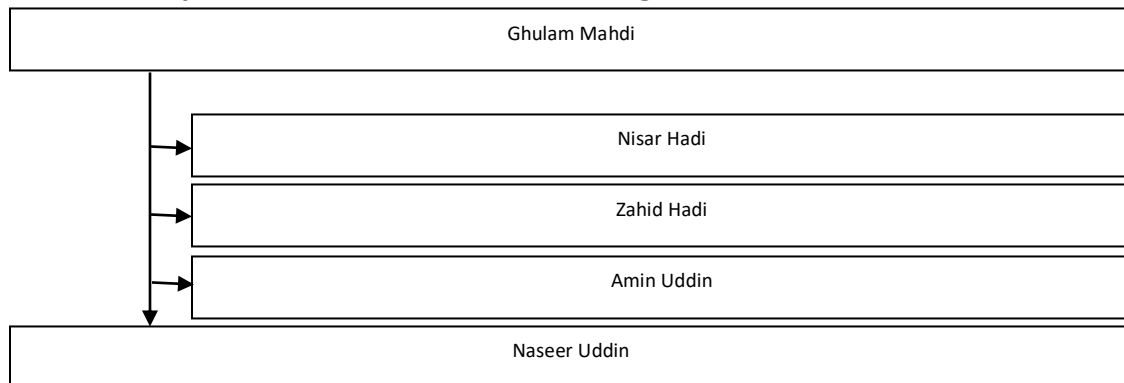 Ghulam Mahdi
Nisar Hadi
Zahid Hadi
Amin Uddin
Naseer Uddin